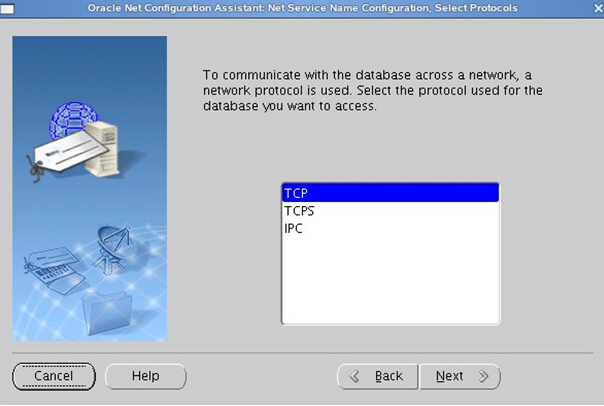 Oracle Net Configuration Assistant: Net Service Name Configuration, Select Protocols
To communicate with the database across a network, a
network protocol is used. Select the protocol used for the
database you want to access.
TCP
TCPS
IPC
Cancel
Help
Back
Next